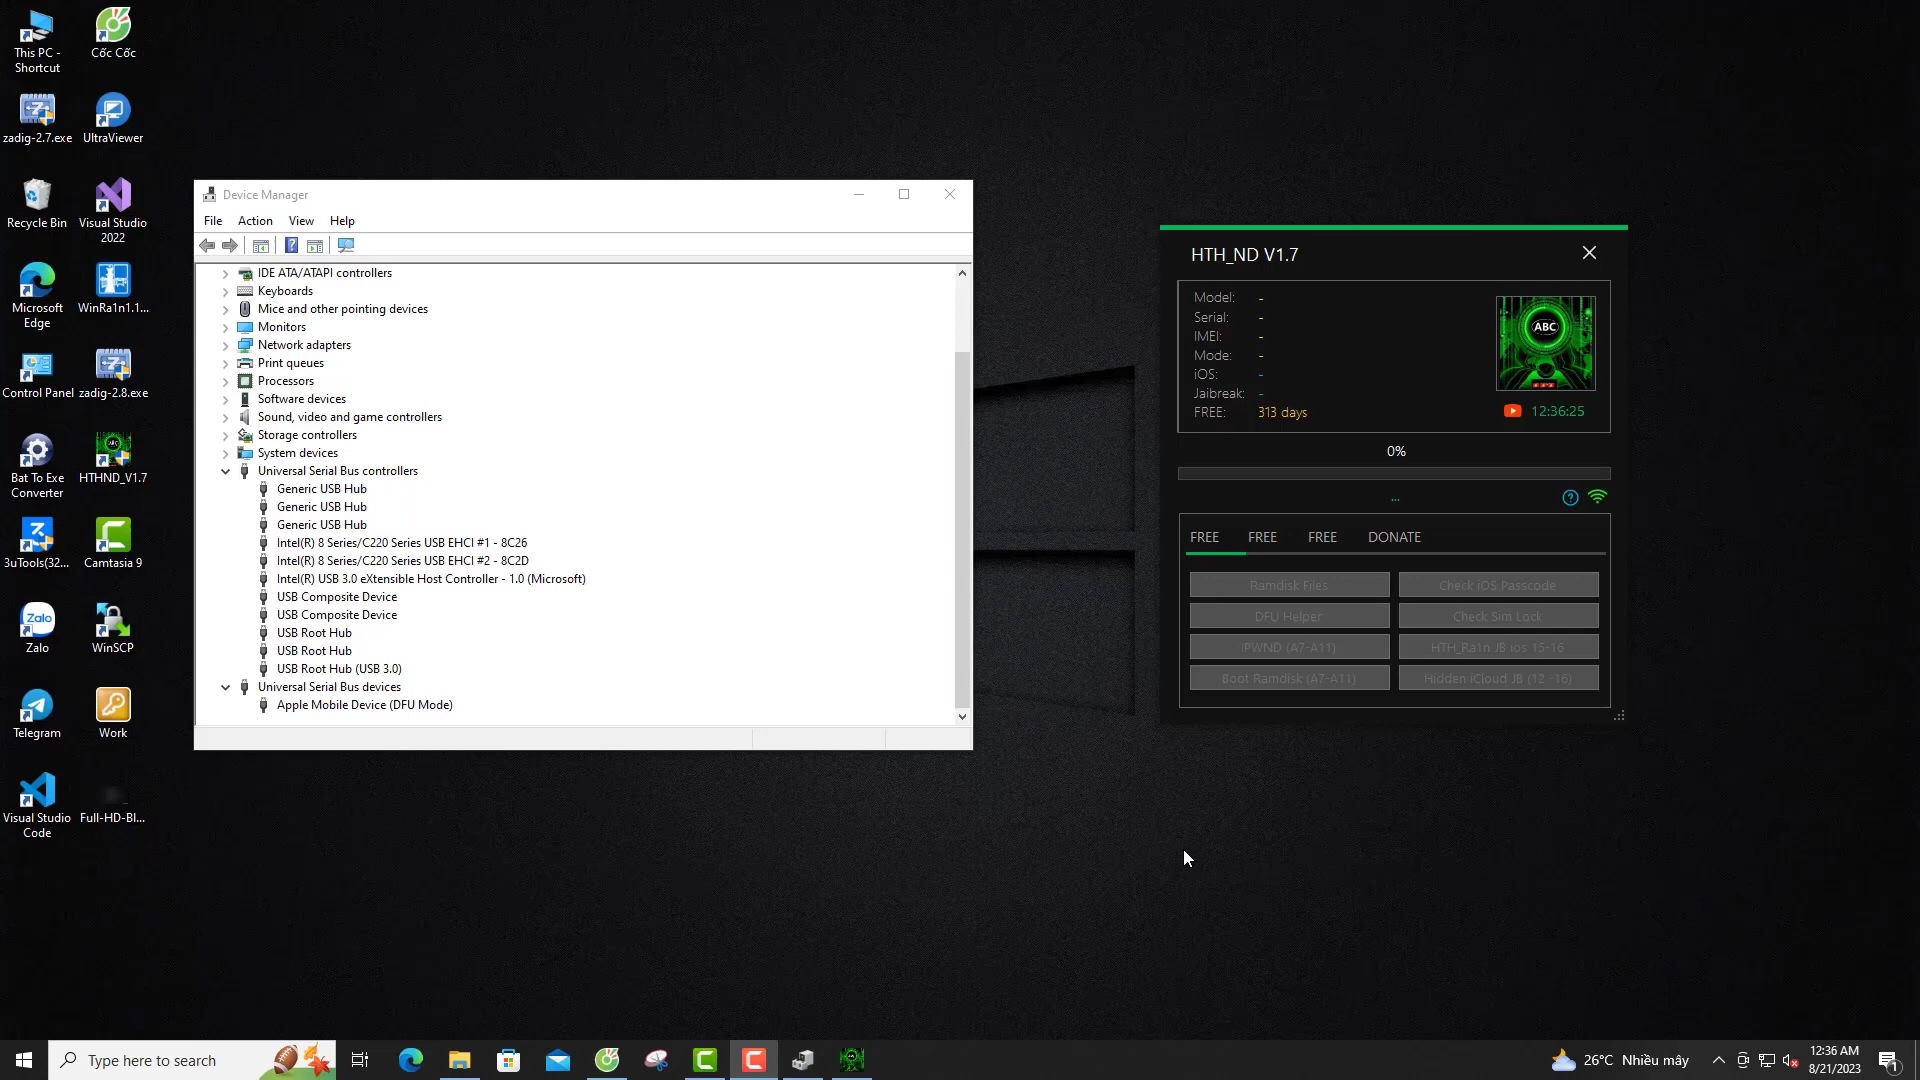 This PC -
Shortcut
Cốc Cốc
zadig-2.7.exe
UltraViewer
Recycle Bin
Visual Studio
2022
Microsoft
Edge
WinRa1n1.1...
Control Panel
zadig-2.8.exe
Bat To Exe
Converter
HTHND_V1.7
3uTools(32...
Camtasia 9
Zalo
Zalo
WinSCP
Telegram
Work
Visual Studio
Code
Full-HD-Bl...
Device Manager
File Action View Help
IDE ATA/ATAPI controllers
Keyboards
Mice and other pointing devices
Monitors
Network adapters
Print queues
Processors
Software devices
Sound, video and game controllers
Storage controllers
System devices
Universal Serial Bus controllers
Generic USB Hub
Generic USB Hub
Generic USB Hub
Intel(R) 8 Series/C220 Series USB EHCI #1 - 8C26
Intel(R) 8 Series/C220 Series USB EHCI #2 - 8C2D
Intel(R) USB 3.0 eXtensible Host Controller - 1.0 (Microsoft)
USB Composite Device
USB Composite Device
USB Root Hub
USB Root Hub
USB Root Hub (USB 3.0)
Universal Serial Bus devices
Apple Mobile Device (DFU Mode)
HTH_ND V1.7
Model: -
Serial: -
IMEI: -
Mode: -
iOS: -
Jailbreak: -
FREE: 313 days
ABC
12:36:25
0%
...
FREE FREE FREE DONATE
Ramdisk Files
Check iOS Passcode
DFU Helper
Check Sim Lock
IPWND (A7-A11)
HTH_Ra1n JB ios 15-16
Boot Ramdisk (A7-A11)
Hidden iCloud JB (12 -16)
Type here to search
26°C Nhiều mây
12:36 AM
8/21/2023
1